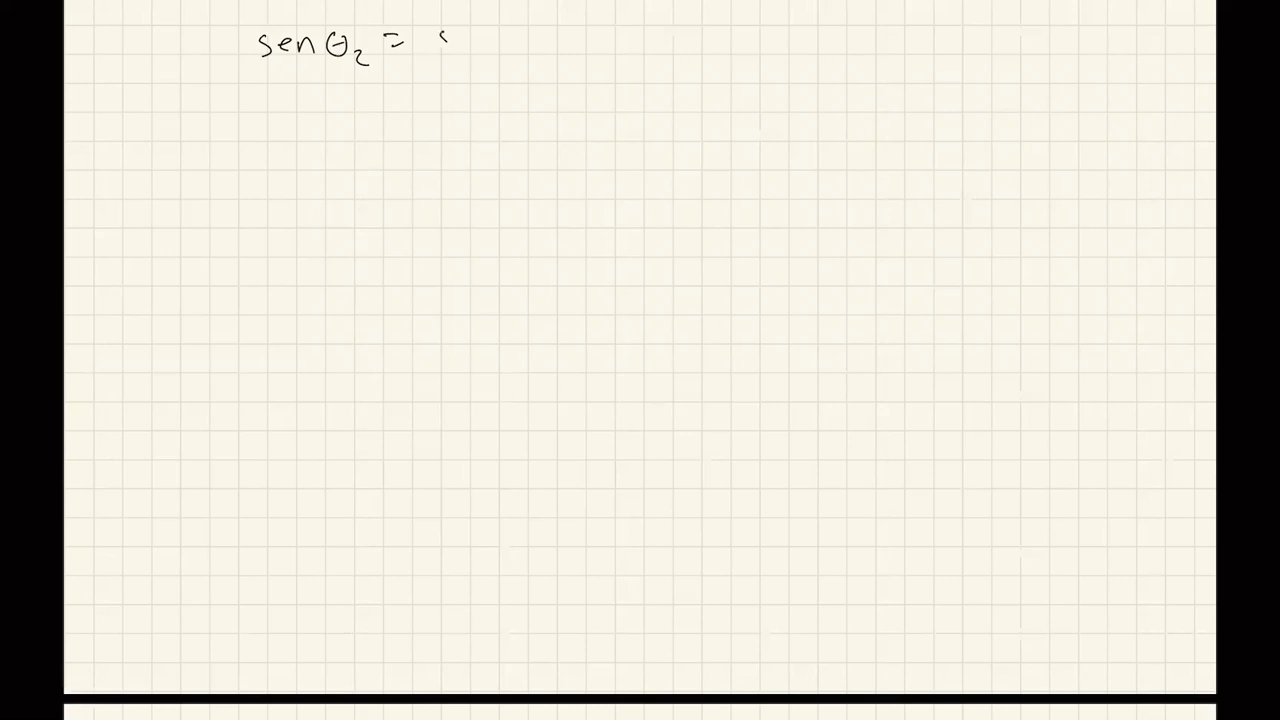 sen θ₂ =